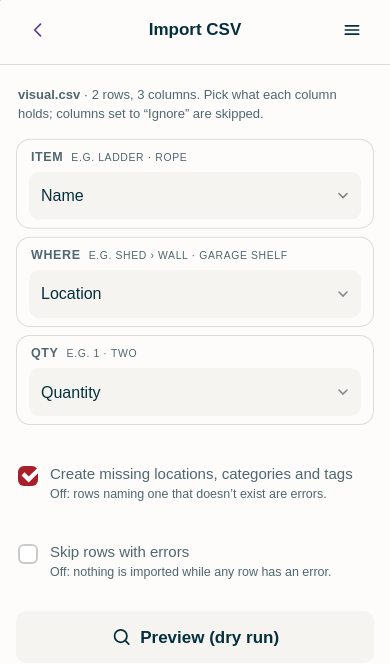 Import CSV
visual.csv · 2 rows, 3 columns. Pick what each column
holds; columns set to “Ignore” are skipped.
ITEM E.G. LADDER · ROPE
Name
WHERE E.G. SHED › WALL · GARAGE SHELF
Location
QTY E.G. 1 · TWO
Quantity
Create missing locations, categories and tags
Off: rows naming one that doesn’t exist are errors.
Skip rows with errors
Off: nothing is imported while any row has an error.
Preview (dry run)